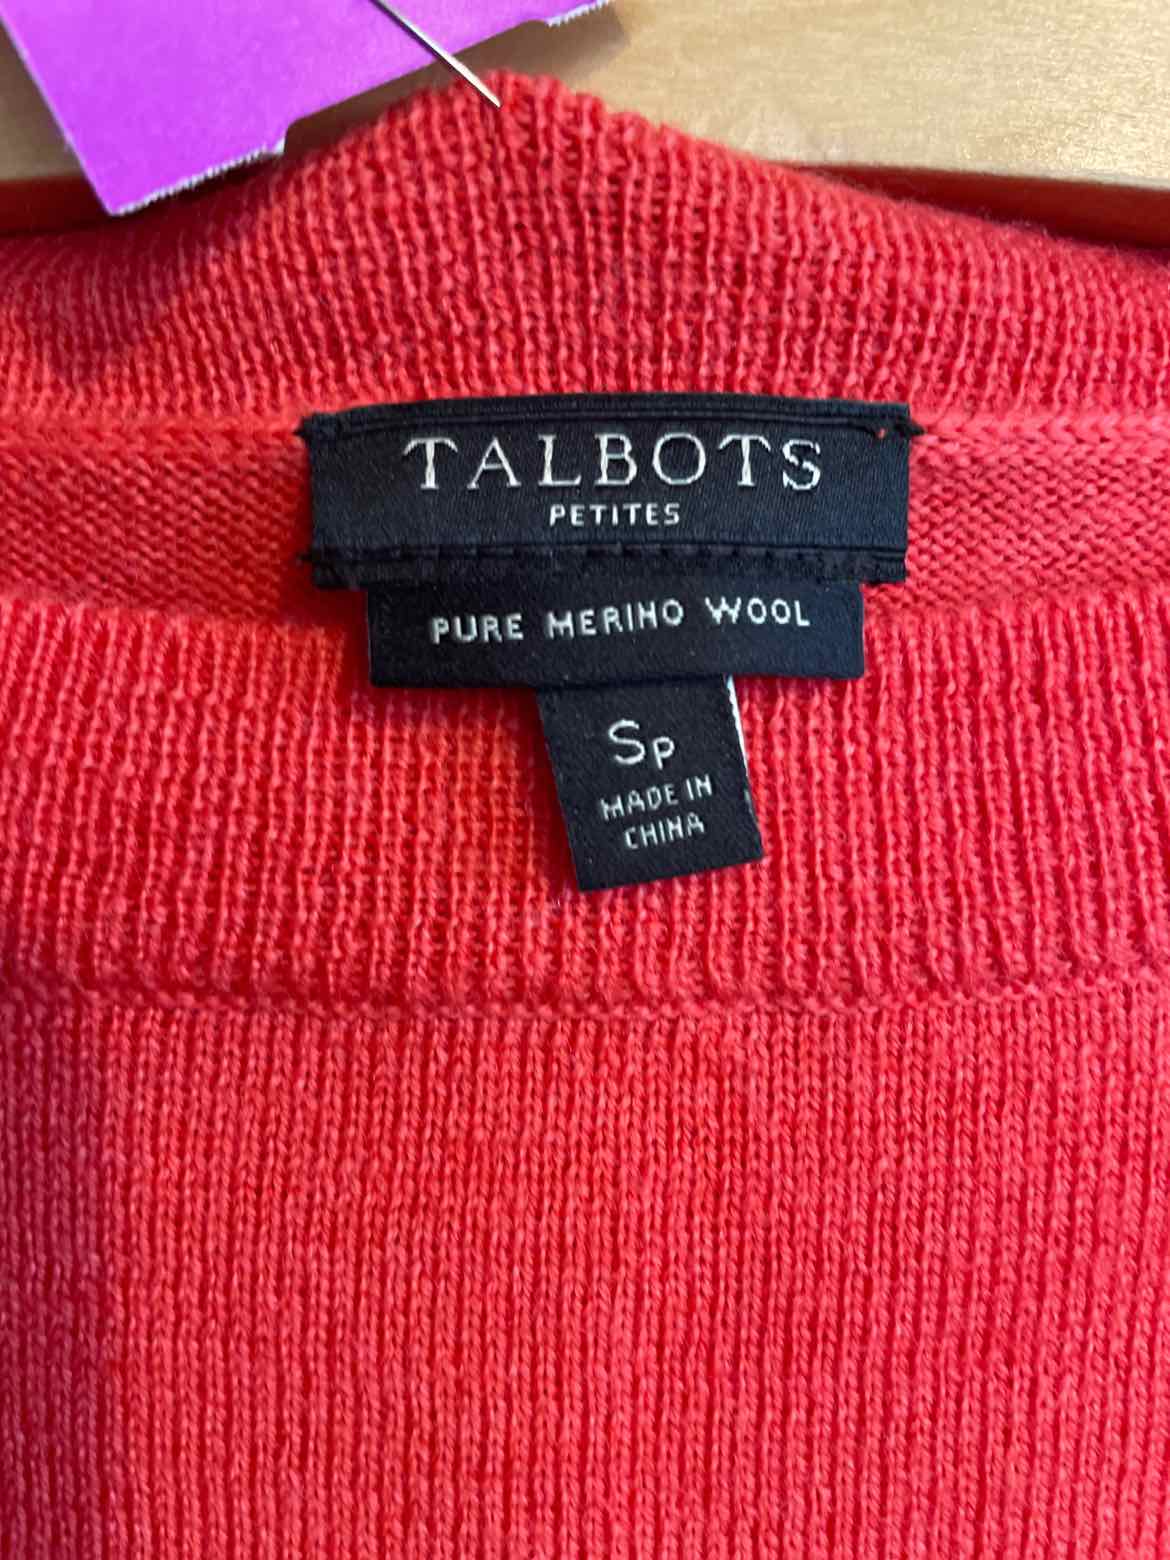 TALBOTS
PETITES
PURE MERINO WOOL
Sp
MADE IN
CHINA